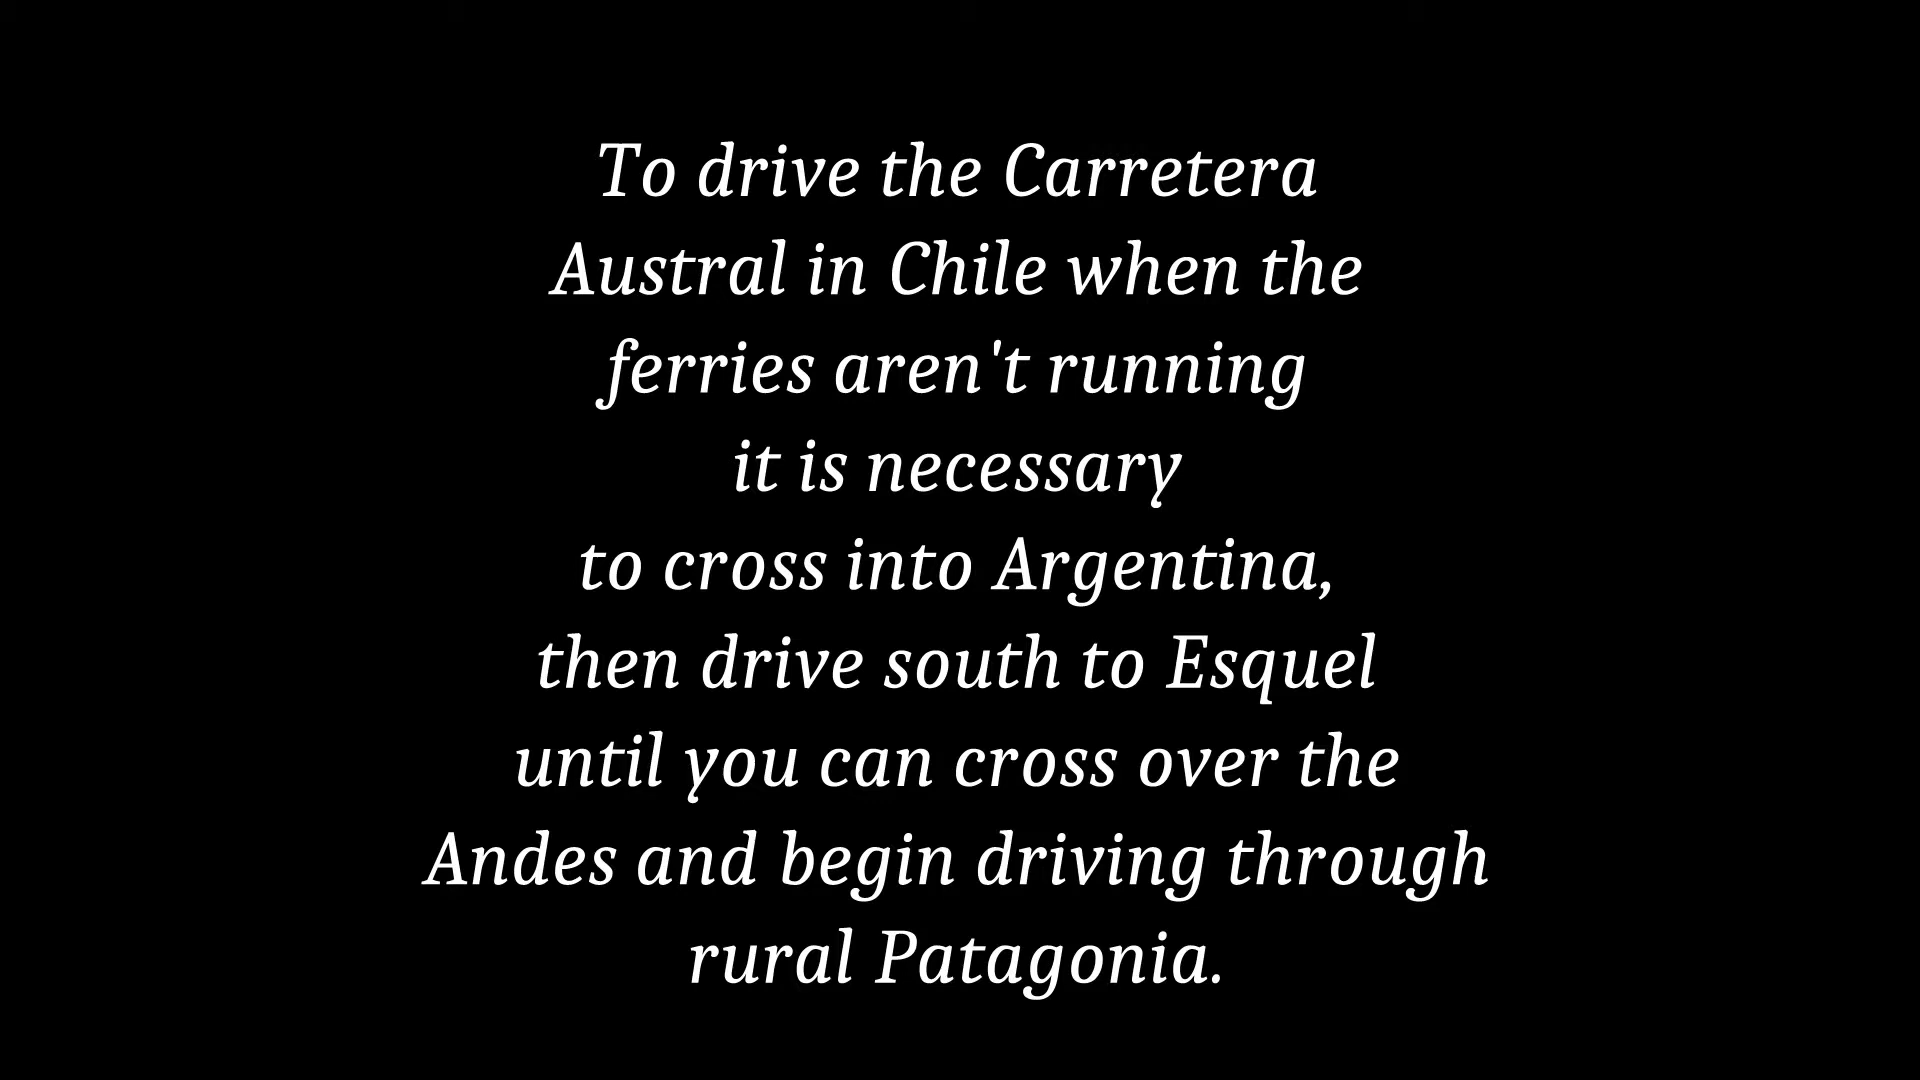 To drive the Carretera
Austral in Chile when the
ferries aren't running
it is necessary
to cross into Argentina,
then drive south to Esquel
until you can cross over the
Andes and begin driving through
rural Patagonia.